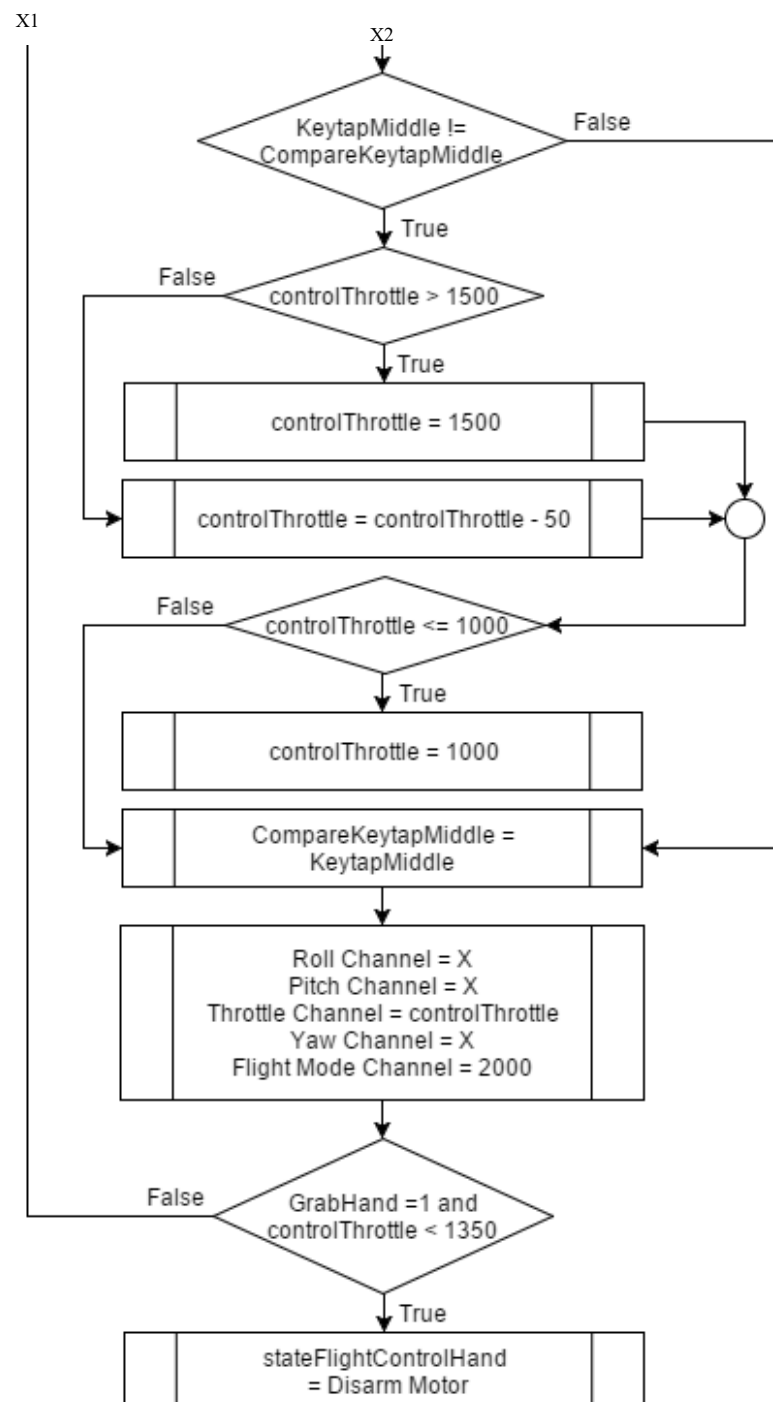 X1
X2
KeytapMiddle !=
CompareKeytapMiddle
False
True
False
controlThrottle > 1500
True
controlThrottle = 1500
controlThrottle = controlThrottle - 50
False
controlThrottle <= 1000
True
controlThrottle = 1000
CompareKeytapMiddle =
KeytapMiddle
Roll Channel = X
Pitch Channel = X
Throttle Channel = controlThrottle
Yaw Channel = X
Flight Mode Channel = 2000
False
GrabHand =1 and
controlThrottle < 1350
True
stateFlightControlHand
= Disarm Motor